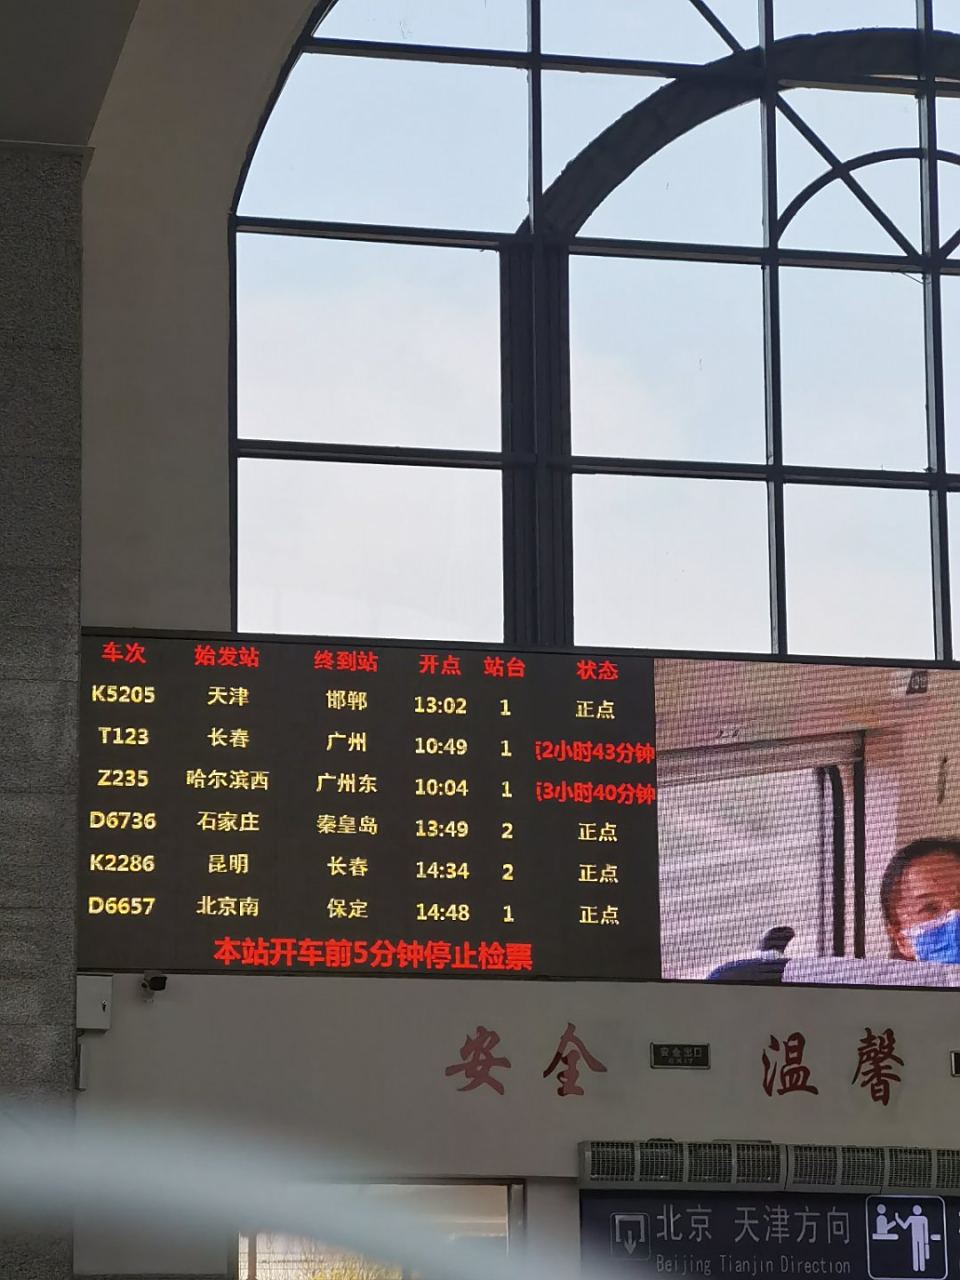 车次 始发站 终到站 开点 站台 状态
K5205 天津 邯郸 13:02 1 正点
T123 长春 广州 10:49 1 2小时43分钟
Z235 哈尔滨西 广州东 10:04 1 3小时40分钟
D6736 石家庄 秦皇岛 13:49 2 正点
K2286 昆明 长春 14:34 2 正点
D6657 北京南 保定 14:48 1 正点
本站开车前5分钟停止检票
安全 温馨
安全出口
EXIT
北京 天津方向
Beijing Tianjin Direction